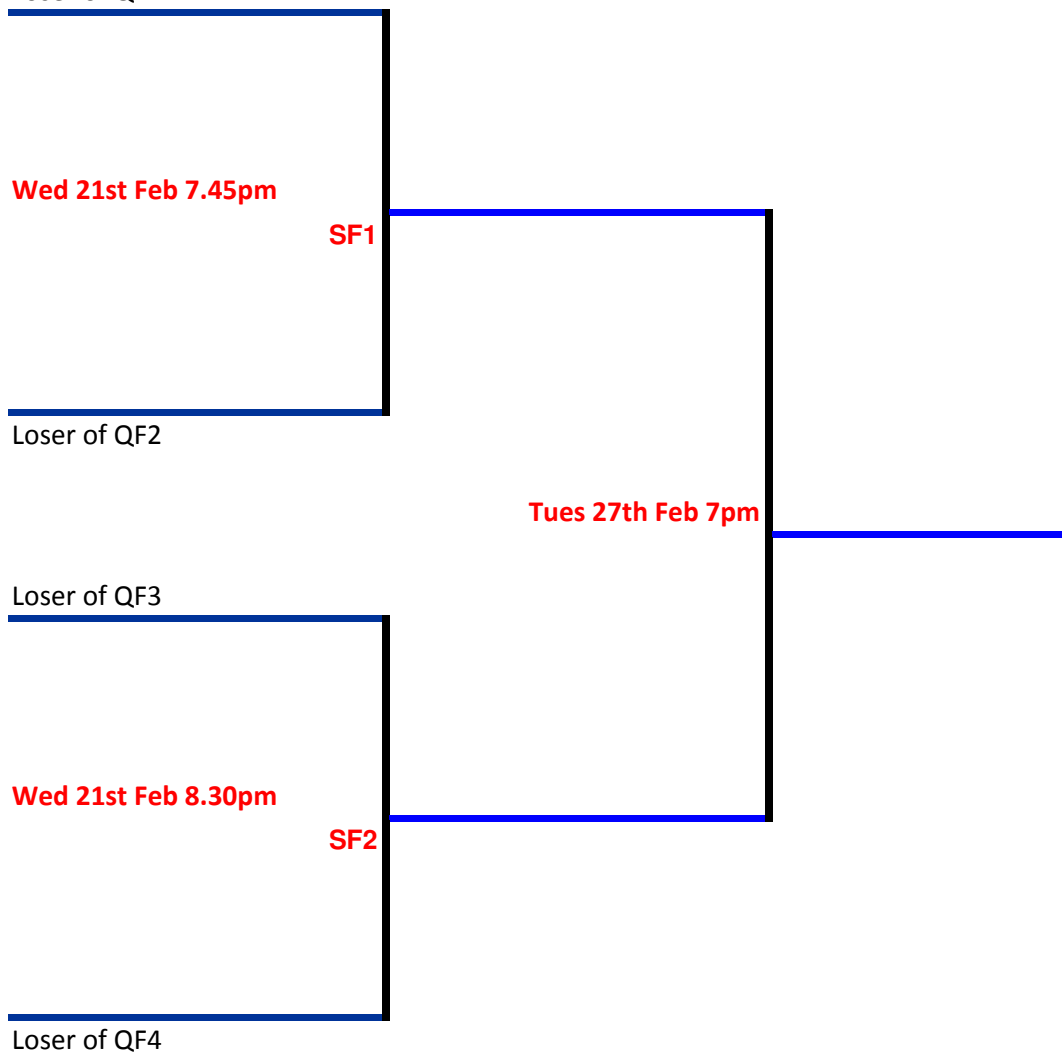 Wed 21st Feb 7.45pm
SF1
Loser of QF2
Tues 27th Feb 7pm
Loser of QF3
Wed 21st Feb 8.30pm
SF2
Loser of QF4